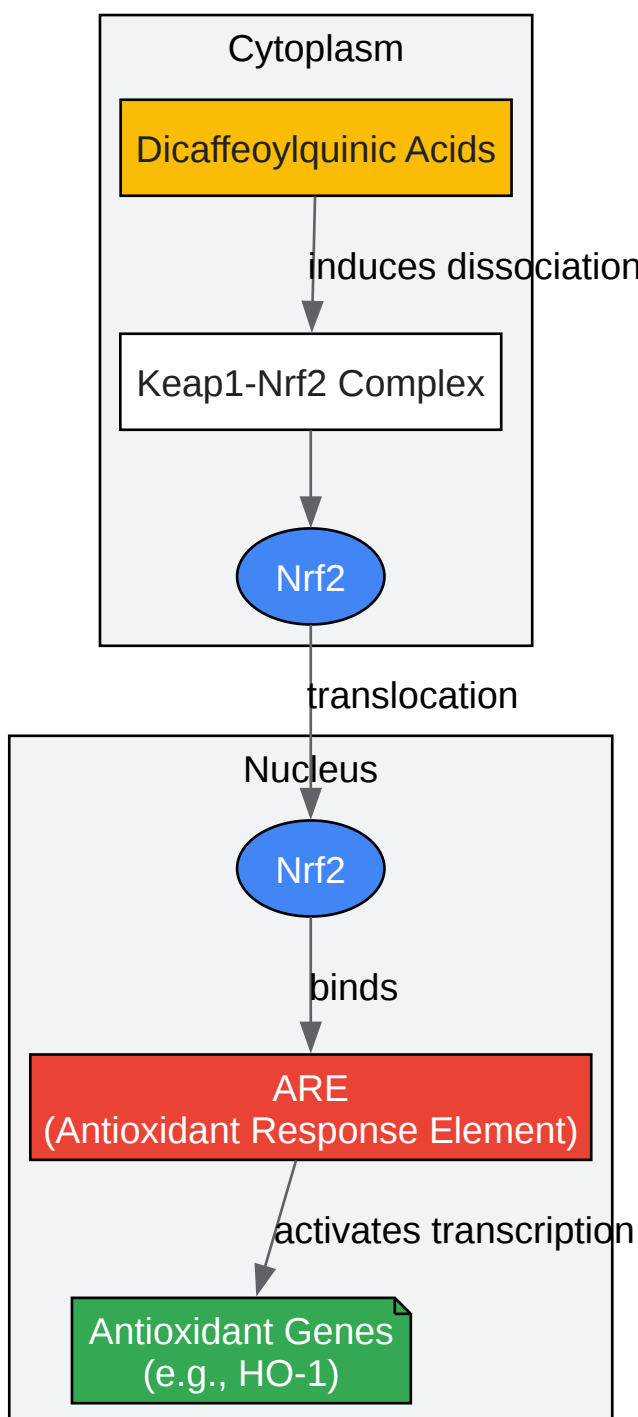 Cytoplasm
Dicaffeoylquinic Acids
induces dissociation
Keap1-Nrf2 Complex
Nrf2
translocation
Nucleus
Nrf2
binds
ARE
(Antioxidant Response Element)
activates transcription
Antioxidant Genes
(e.g., HO-1)